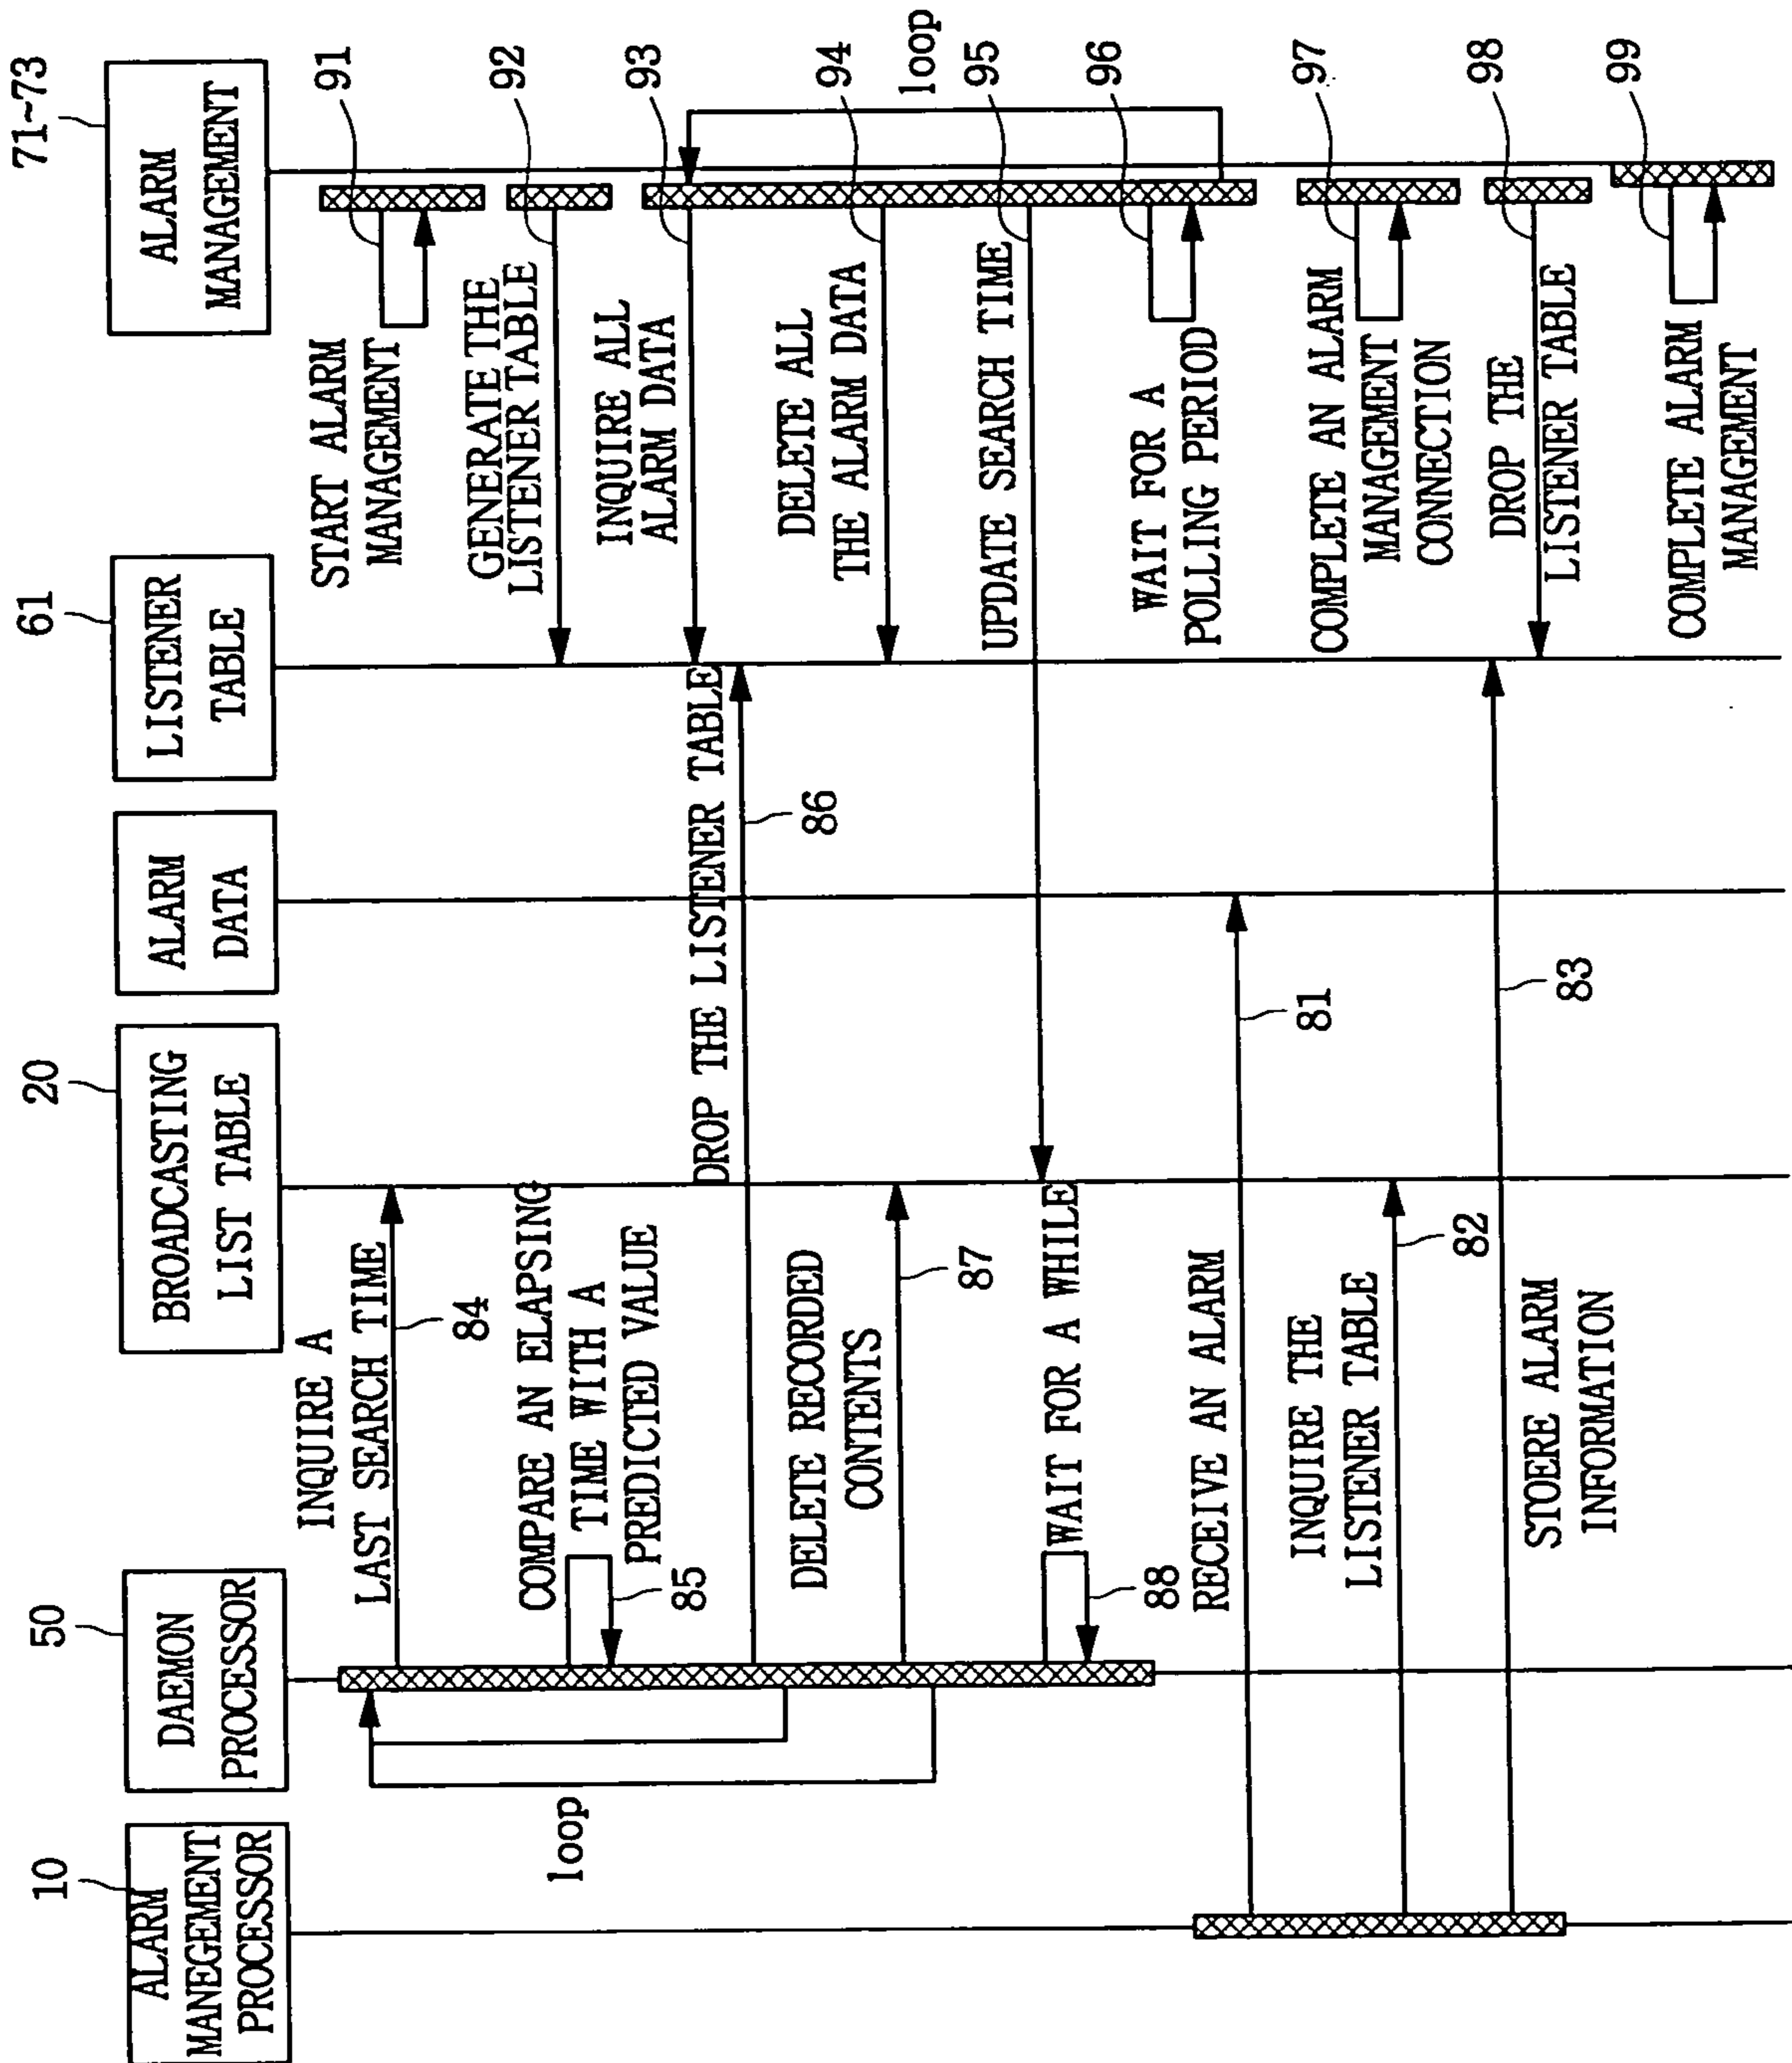 10
ALARM
MANEGEMENT
PROCESSOR
50
DAEMON
PROCESSOR
20
BROADCASTING
LIST TABLE
ALARM
DATA
61
LISTENER
TABLE
71~73
ALARM
MANAGEMENT
loop
INQUIRE A
LAST SEARCH TIME
84
COMPARE AN ELAPSING
TIME WITH A
PREDICTED VALUE
85
DROP THE LISTENER TABLE
86
DELETE RECORDED
CONTENTS
87
WAIT FOR A WHILE
88
RECEIVE AN ALARM
81
INQUIRE THE
LISTENER TABLE
82
83
STOERE ALARM
INFORMATION
START ALARM
MANAGEMENT
91
GENERATE THE
LISTENER TABLE
92
INQUIRE ALL
ALARM DATA
93
DELETE ALL
THE ALARM DATA
94
loop
UPDATE SEARCH TIME
95
WAIT FOR A
POLLING PERIOD
96
COMPLETE AN ALARM
MANAGEMENT
CONNECTION
97
DROP THE
LISTENER TABLE
98
COMPLETE ALARM
MANAGEMENT
99